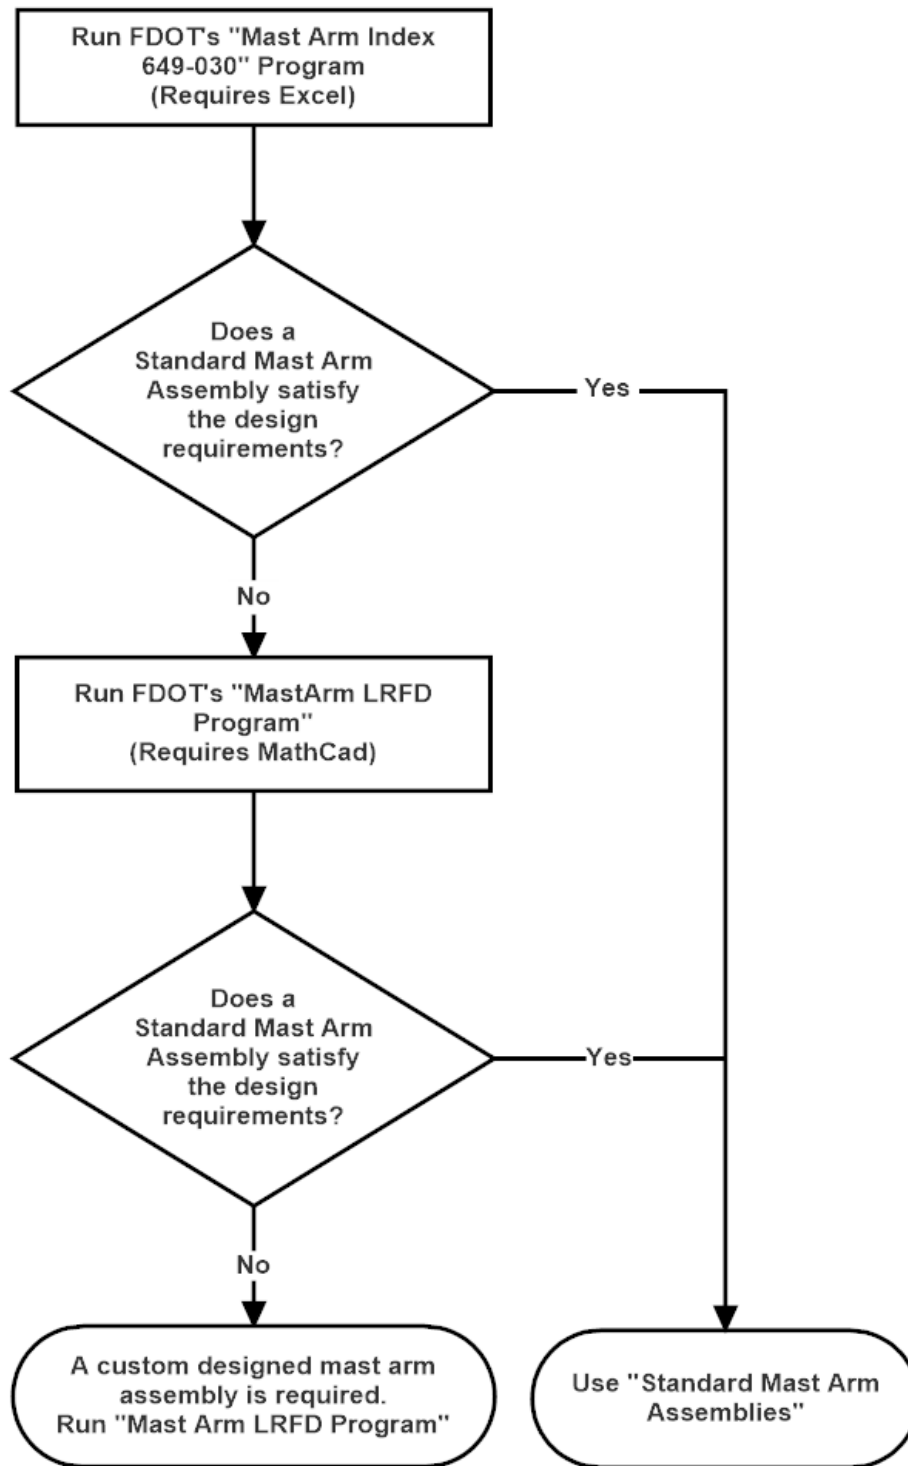 Run FDOT's "Mast Arm Index
649-030" Program
(Requires Excel)
Does a
Standard Mast Arm
Assembly satisfy
the design
requirements?
Yes
No
Run FDOT's "MastArm LRFD
Program"
(Requires MathCad)
Does a
Standard Mast Arm
Assembly satisfy
the design
requirements?
Yes
No
A custom designed mast arm
assembly is required.
Run "Mast Arm LRFD Program"
Use "Standard Mast Arm
Assemblies"